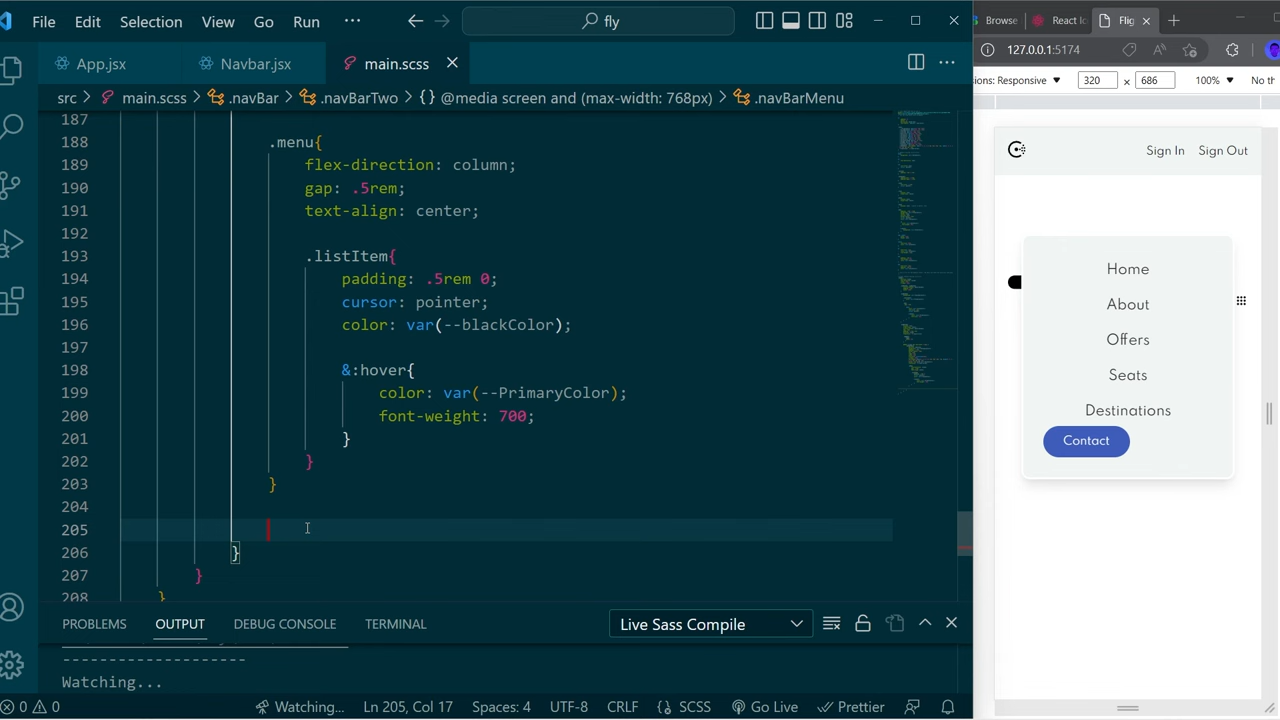 File Edit Selection View Go Run ··· fly
App.jsx Navbar.jsx main.scss
src > main.scss > .navBar > .navBarTwo > {} @media screen and (max-width: 768px) > .navBarMenu
187
188 .menu{
189 flex-direction: column;
190 gap: .5rem;
191 text-align: center;
192
193 .listItem{
194 padding: .5rem 0;
195 cursor: pointer;
196 color: var(--blackColor);
197
198 &:hover{
199 color: var(--PrimaryColor);
200 font-weight: 700;
201 }
202 }
203 }
204
205
206 }
207 }
208 }
PROBLEMS OUTPUT DEBUG CONSOLE TERMINAL Live Sass Compile
--------------------
Watching...
0 0 Watching... Ln 205, Col 17 Spaces: 4 UTF-8 CRLF {} SCSS Go Live Prettier
Browse React Ic Flig
127.0.0.1:5174
ions: Responsive 320 × 686 100% No th
Sign In Sign Out
Home
About
Offers
Seats
Destinations
Contact